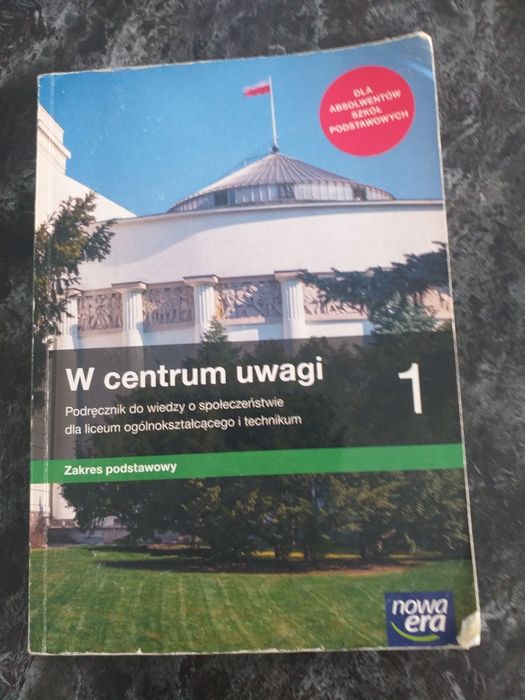 DLA
ABSOLWENTÓW
SZKÓŁ
PODSTAWOWYCH
W centrum uwagi
1
Podręcznik do wiedzy o społeczeństwie
dla liceum ogólnokształcącego i technikum
Zakres podstawowy
nowa
era